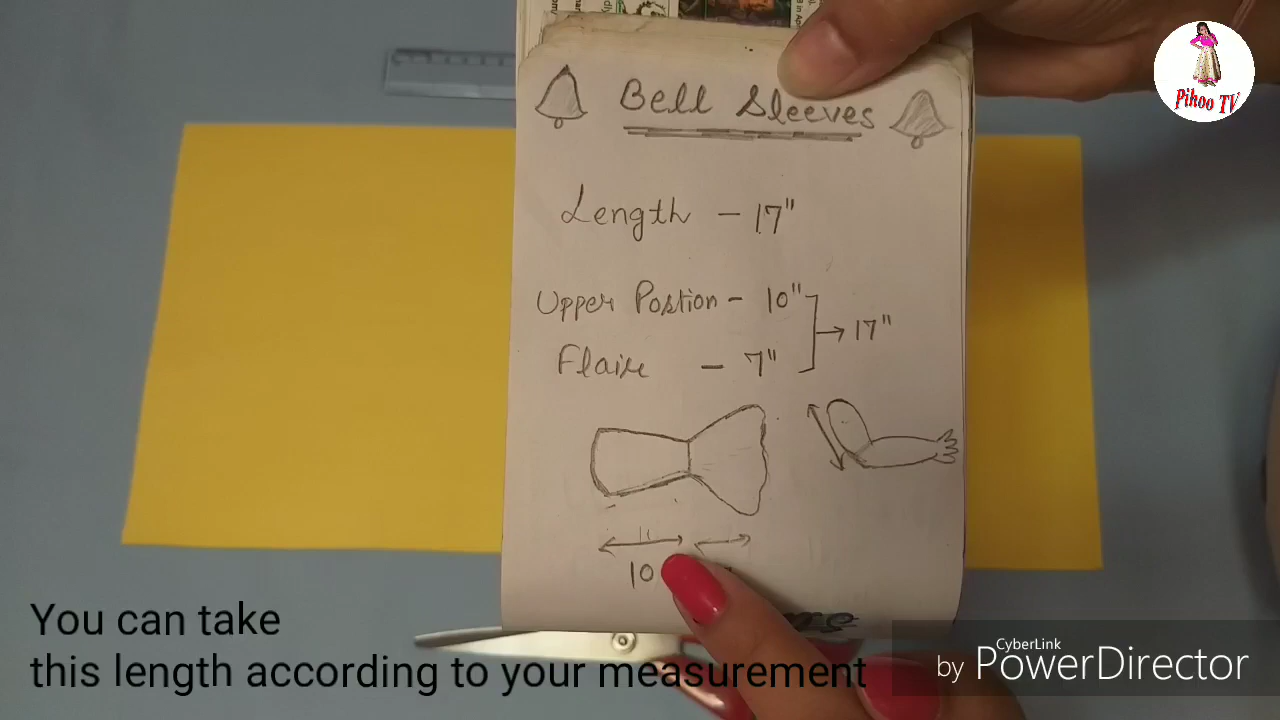 Bell Sleeves
Length - 17"
Upper Postion - 10"
Flaire - 7"
→ 17"
10
Pihoo TV
You can take
this length according to your measurement
by CyberLink PowerDirector